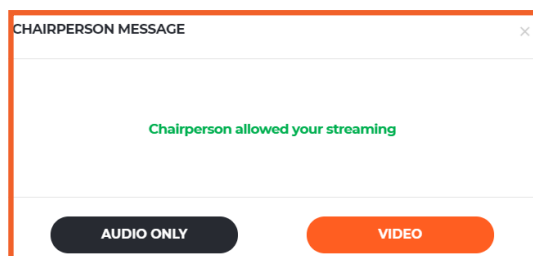 CHAIRPERSON MESSAGE
Chairperson allowed your streaming
AUDIO ONLY
VIDEO